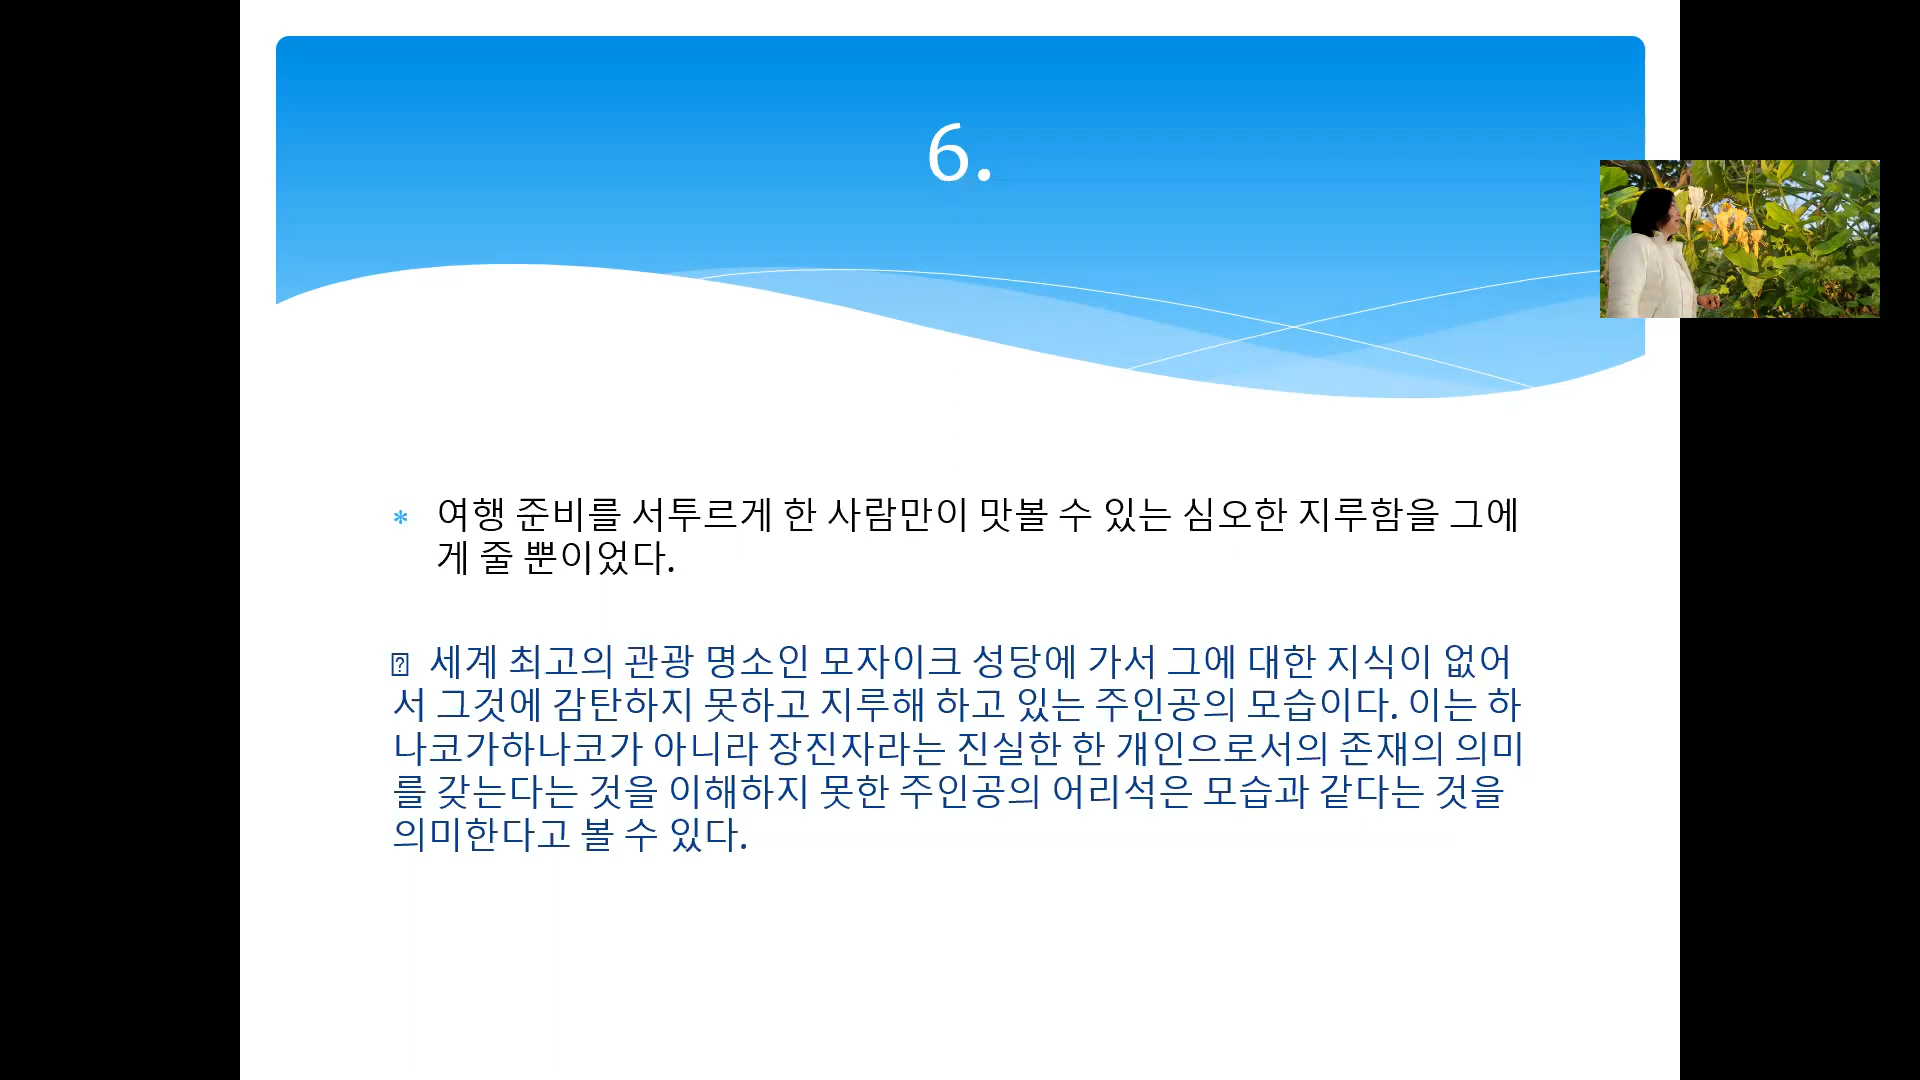 6.
* 여행 준비를 서투르게 한 사람만이 맛볼 수 있는 심오한 지루함을 그에
게 줄 뿐이었다.
세계 최고의 관광 명소인 모자이크 성당에 가서 그에 대한 지식이 없어
서 그것에 감탄하지 못하고 지루해 하고 있는 주인공의 모습이다. 이는 하
나코가하나코가 아니라 장진자라는 진실한 한 개인으로서의 존재의 의미
를 갖는다는 것을 이해하지 못한 주인공의 어리석은 모습과 같다는 것을
의미한다고 볼 수 있다.